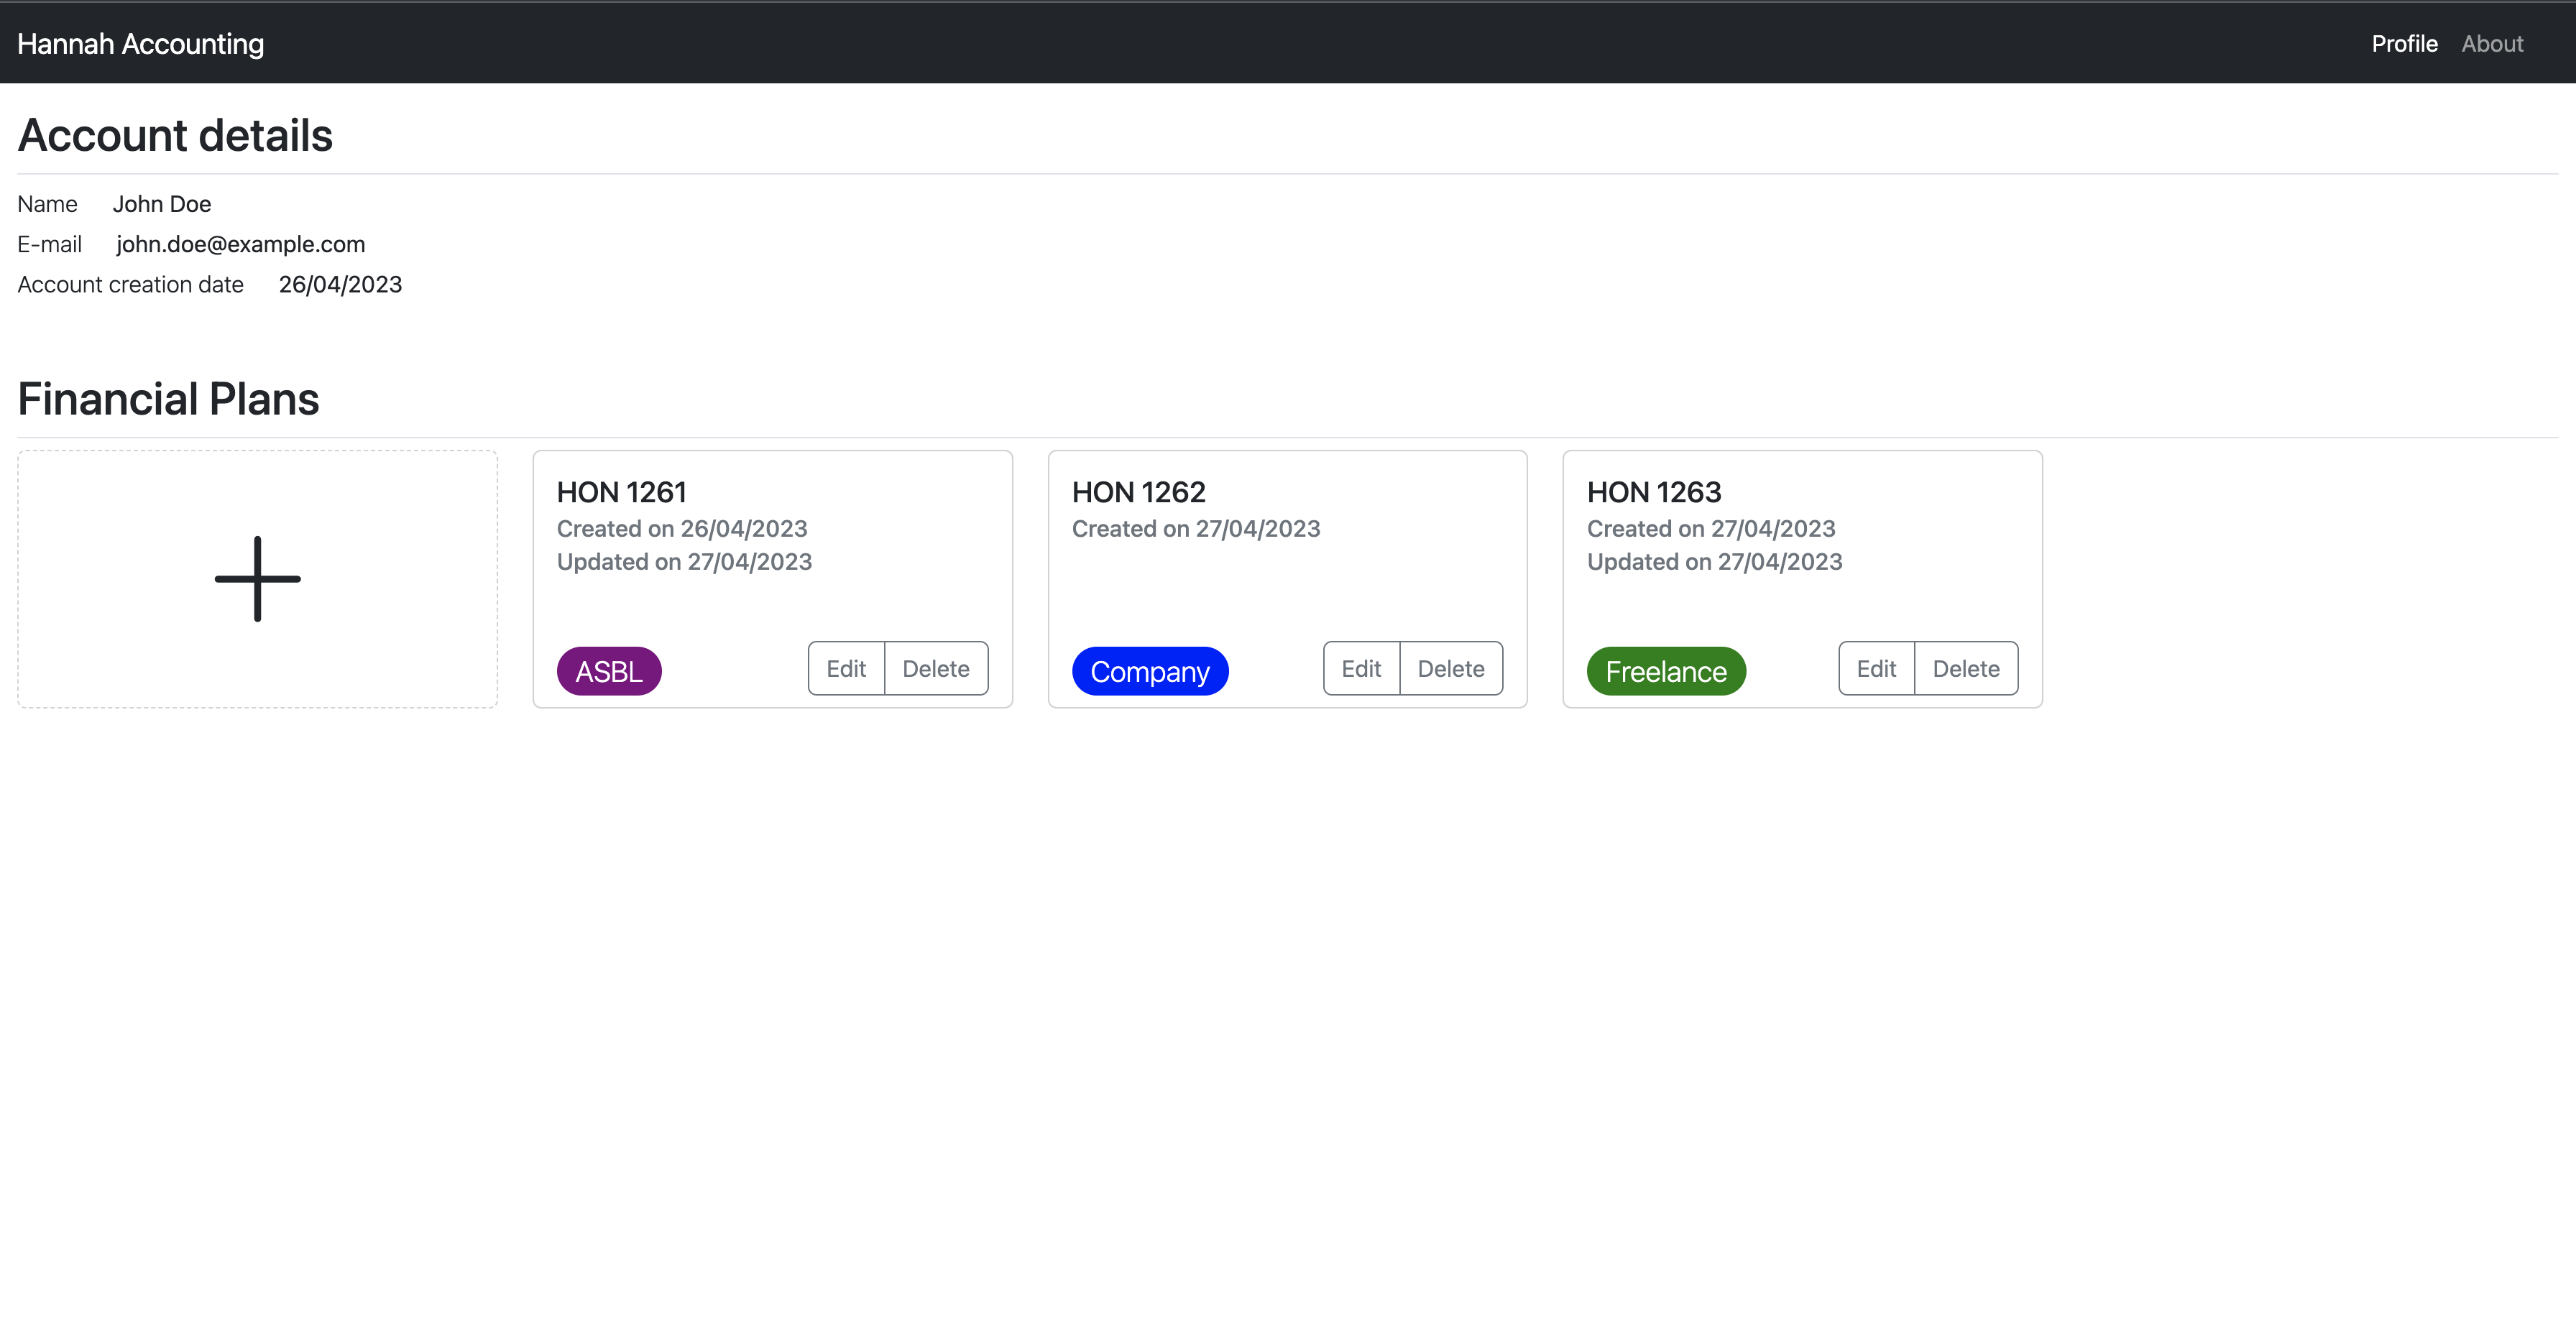 Hannah Accounting
Profile About
Account details
Name John Doe
E-mail john.doe@example.com
Account creation date 26/04/2023
Financial Plans
HON 1261
Created on 26/04/2023
Updated on 27/04/2023
ASBL
Edit Delete
HON 1262
Created on 27/04/2023
Company
Edit Delete
HON 1263
Created on 27/04/2023
Updated on 27/04/2023
Freelance
Edit Delete